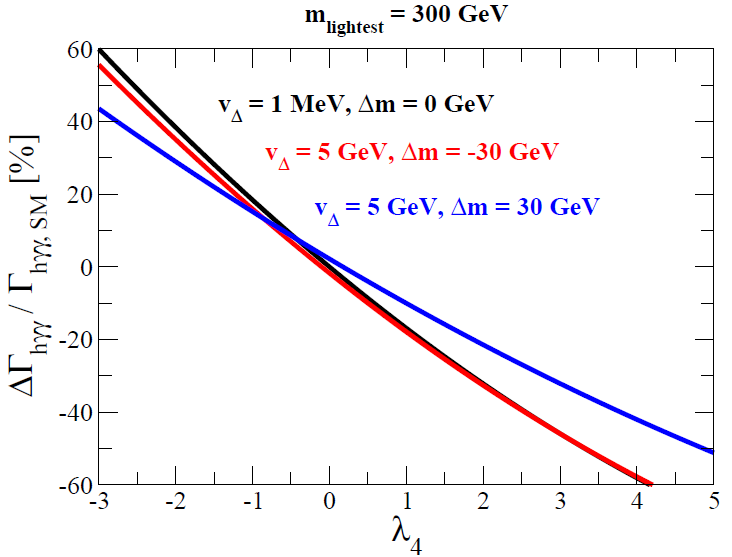 m_lightest = 300 GeV
v_Δ = 1 MeV, Δm = 0 GeV
v_Δ = 5 GeV, Δm = -30 GeV
v_Δ = 5 GeV, Δm = 30 GeV
ΔΓ_hγγ / Γ_hγγ, SM [%]
60
40
20
0
-20
-40
-60
-3 -2 -1 0 1 2 3 4 5
λ_4